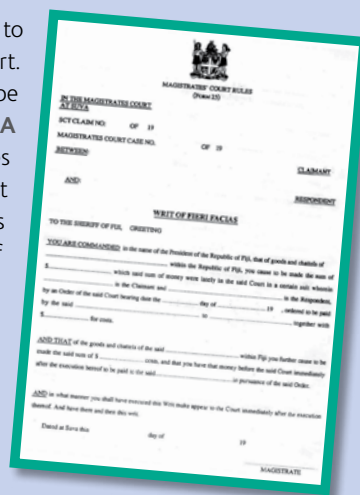 to
rt.
be
A
s
t
s
f
MAGISTRATES' COURT RULES
(Form 25)
IN THE MAGISTRATES COURT
AT SUVA
SCT CLAIM NO: OF 19
MAGISTRATES COURT CASE NO. OF 19
BETWEEN:
CLAIMANT
AND:
RESPONDENT
WRIT OF FIERI FACIAS
TO THE SHERIFF OF FIJI, GREETING
YOU ARE COMMANDED in the name of the President of the Republic of Fiji, that of goods and chattels of
within the Republic of Fiji, you cause to be made the sum of
$ which said sum of money were lately in the said Court in a certain suit wherein
is the Claimant and is the Respondent,
by an Order of the said Court bearing date the day of 19 , ordered to be paid
by the said to together with
$ for costs.
AND THAT of the goods and chattels of the said within Fiji you further cause to be
made the said sum of $ costs, and that you have that money before the said Court immediately
after the execution hereof to be paid to the said in pursuance of the said Order.
AND in what manner you shall have executed this Writ make appear to the Court immediately after the execution
thereof. And have there and then this writ.
Dated at Suva this day of 19
MAGISTRATE